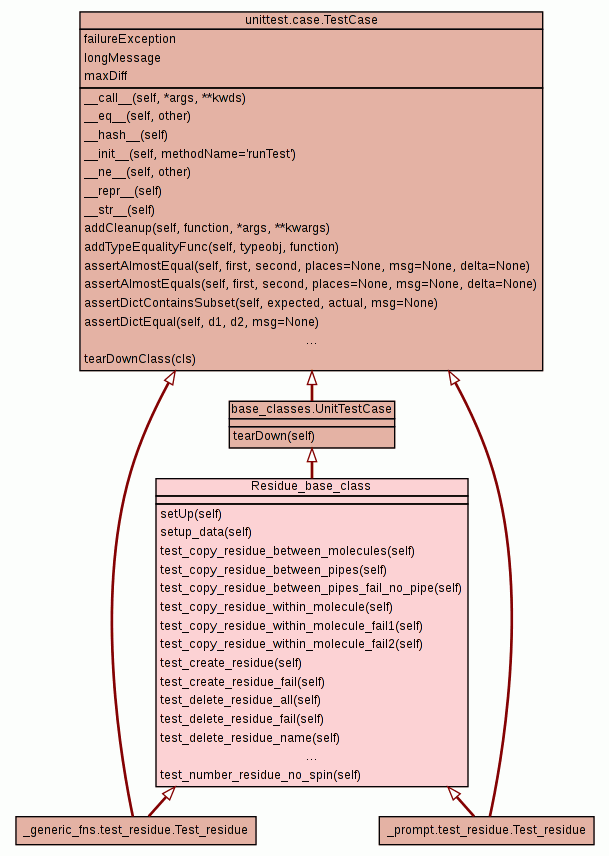 unittest.case.TestCase
failureException
longMessage
maxDiff
__call__(self, *args, **kwds)
__eq__(self, other)
__hash__(self)
__init__(self, methodName='runTest')
__ne__(self, other)
__repr__(self)
__str__(self)
addCleanup(self, function, *args, **kwargs)
addTypeEqualityFunc(self, typeobj, function)
assertAlmostEqual(self, first, second, places=None, msg=None, delta=None)
assertAlmostEquals(self, first, second, places=None, msg=None, delta=None)
assertDictContainsSubset(self, expected, actual, msg=None)
assertDictEqual(self, d1, d2, msg=None)
...
tearDownClass(cls)
base_classes.UnitTestCase
tearDown(self)
Residue_base_class
setUp(self)
setup_data(self)
test_copy_residue_between_molecules(self)
test_copy_residue_between_pipes(self)
test_copy_residue_between_pipes_fail_no_pipe(self)
test_copy_residue_within_molecule(self)
test_copy_residue_within_molecule_fail1(self)
test_copy_residue_within_molecule_fail2(self)
test_create_residue(self)
test_create_residue_fail(self)
test_delete_residue_all(self)
test_delete_residue_fail(self)
test_delete_residue_name(self)
...
test_number_residue_no_spin(self)
_generic_fns.test_residue.Test_residue
_prompt.test_residue.Test_residue